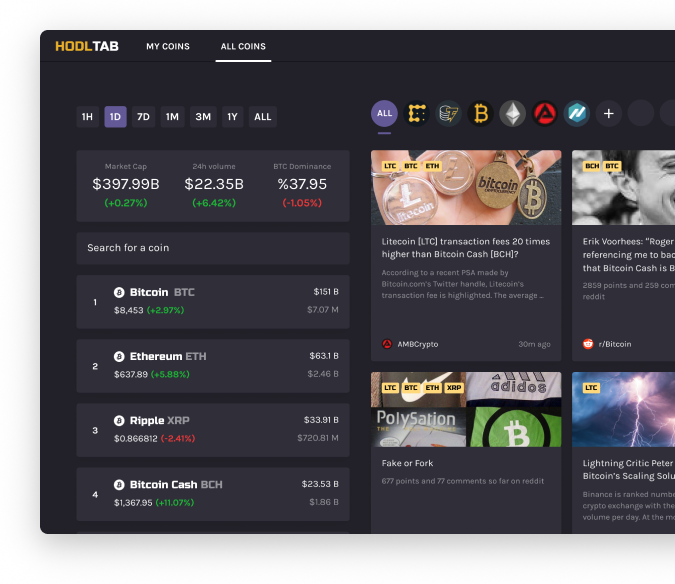 HODLTAB
MY COINS
ALL COINS
1H
1D
7D
1M
3M
1Y
ALL
Market Cap
$397.99B
(+0.27%)
24h volume
$22.35B
(+6.42%)
BTC Dominance
%37.95
(-1.05%)
Search for a coin
1
Bitcoin BTC
$8,453 (+2.97%)
$151 B
$7.07 M
2
Ethereum ETH
$637.89 (+5.88%)
$63.1 B
$2.46 B
3
Ripple XRP
$0.866812 (-2.41%)
$33.91 B
$720.81 M
4
Bitcoin Cash BCH
$1,367.95 (+11.07%)
$23.53 B
$1.86 B
ALL
+
LTC BTC ETH
Litecoin
bitcoin
CRYPTOCURRENCY
Litecoin [LTC] transaction fees 20 times
higher than Bitcoin Cash [BCH]?
According to a recent PSA made by
Bitcoin.com's Twitter handle, Litecoin's
transaction fee is highlighted. The average ...
AMBCrypto
30m ago
BCH BTC
Erik Voorhees: "Roger
referencing me to bac
that Bitcoin Cash is B
2859 points and 259 com
reddit
r/Bitcoin
LTC BTC ETH XRP
adidos
PolySation
Fake or Fork
677 points and 77 comments so far on reddit
LTC
Lightning Critic Peter
Bitcoin's Scaling Solu
Binance is ranked numbe
crypto exchange with the
volume per day. At the mo